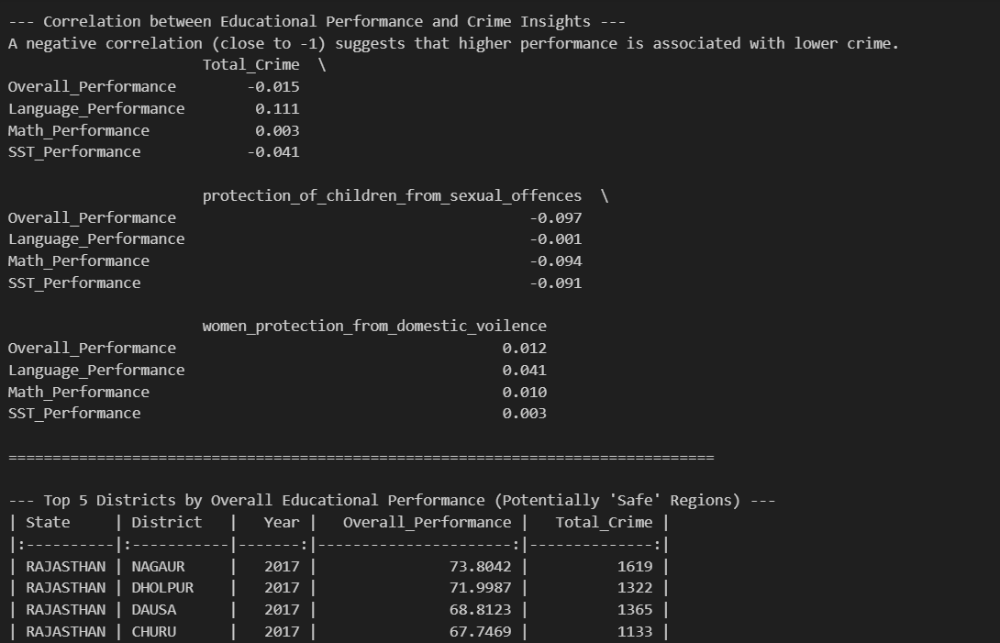 --- Correlation between Educational Performance and Crime Insights ---
A negative correlation (close to -1) suggests that higher performance is associated with lower crime.
                      Total_Crime  \
Overall_Performance        -0.015
Language_Performance        0.111
Math_Performance            0.003
SST_Performance            -0.041

                      protection_of_children_from_sexual_offences  \
Overall_Performance                                        -0.097
Language_Performance                                       -0.001
Math_Performance                                           -0.094
SST_Performance                                            -0.091

                      women_protection_from_domestic_voilence
Overall_Performance                                     0.012
Language_Performance                                    0.041
Math_Performance                                        0.010
SST_Performance                                         0.003

================================================================================

--- Top 5 Districts by Overall Educational Performance (Potentially 'Safe' Regions) ---
| State     | District   |   Year |   Overall_Performance |   Total_Crime |
|:----------|:-----------|-------:|----------------------:|--------------:|
| RAJASTHAN | NAGAUR     |   2017 |               73.8042 |          1619 |
| RAJASTHAN | DHOLPUR    |   2017 |               71.9987 |          1322 |
| RAJASTHAN | DAUSA      |   2017 |               68.8123 |          1365 |
| RAJASTHAN | CHURU      |   2017 |               67.7469 |          1133 |